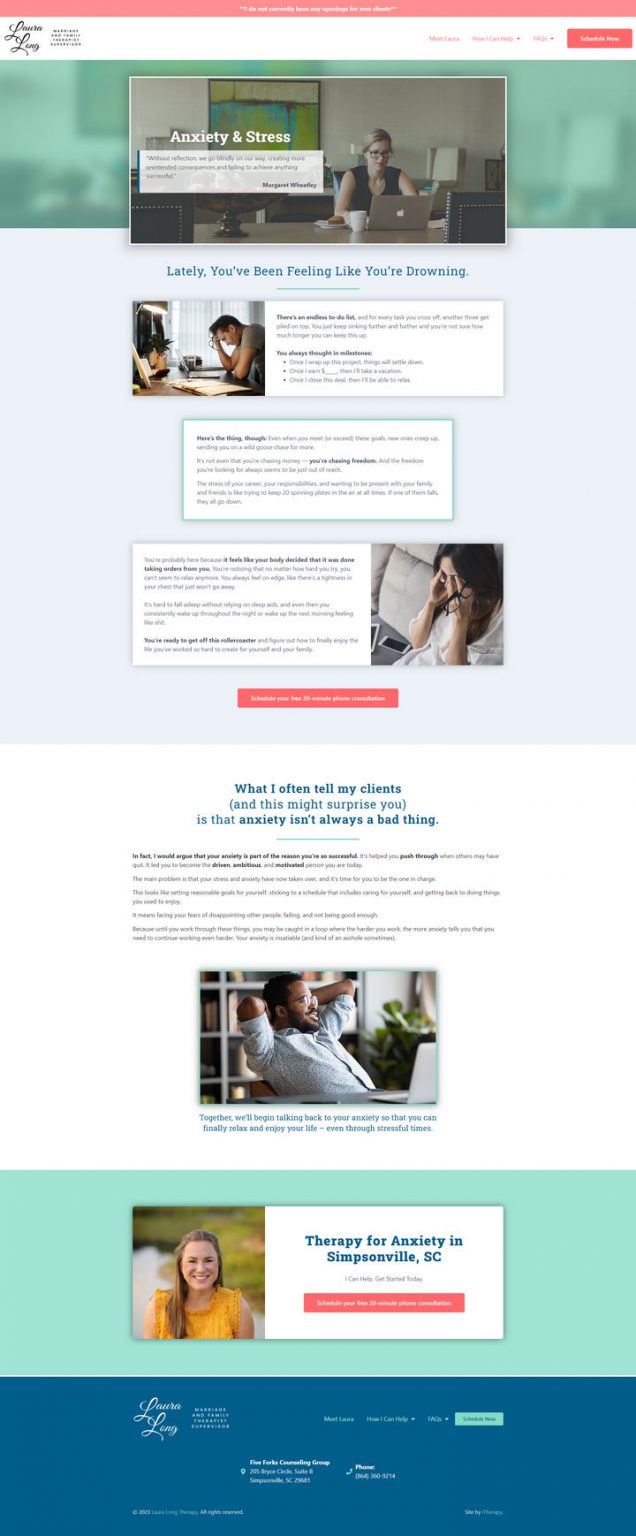 **I do not currently have any openings for new clients**
Laura
Long
MARRIAGE
AND FAMILY
THERAPIST
SUPERVISOR
Meet Laura How I Can Help FAQs Schedule Now
Anxiety & Stress
"Without reflection, we go blindly on our way, creating more
unintended consequences and failing to achieve anything
successful."
Margaret Wheatley
Lately, You've Been Feeling Like You're Drowning.
There's an endless to-do list, and for every task you cross off, another three get
piled on top. You just keep sinking further and further and you're not sure how
much longer you can keep this up.
You always thought in milestones:
• Once I wrap up this project, things will settle down.
• Once I earn $____, then I'll take a vacation.
• Once I close this deal, then I'll be able to relax.
Here's the thing, though: Even when you meet (or exceed) these goals, new ones creep up,
sending you on a wild goose chase for more.
It's not even that you're chasing money — you're chasing freedom. And the freedom
you're looking for always seems to be just out of reach.
The stress of your career, your responsibilities, and wanting to be present with your family
and friends is like trying to keep 20 spinning plates in the air at all times. If one of them falls,
they all go down.
You're probably here because it feels like your body decided that it was done
taking orders from you. You're noticing that no matter how hard you try, you
can't seem to relax anymore. You always feel on edge, like there's a tightness in
your chest that just won't go away.
It's hard to fall asleep without relying on sleep aids, and even then you
consistently wake up throughout the night or wake up the next morning feeling
like shit.
You're ready to get off this rollercoaster and figure out how to finally enjoy the
life you've worked so hard to create for yourself and your family.
Schedule your free 20-minute phone consultation
What I often tell my clients
(and this might surprise you)
is that anxiety isn't always a bad thing.
In fact, I would argue that your anxiety is part of the reason you're so successful. It's helped you push through when others may have
quit. It led you to become the driven, ambitious, and motivated person you are today.
The main problem is that your stress and anxiety have now taken over, and it's time for you to be the one in charge.
This looks like setting reasonable goals for yourself, sticking to a schedule that includes caring for yourself, and getting back to doing things
you used to enjoy.
It means facing your fears of disappointing other people, failing, and not being good enough.
Because until you work through these things, you may be caught in a loop where the harder you work, the more anxiety tells you that you
need to continue working even harder. Your anxiety is insatiable (and kind of an asshole sometimes).
Together, we'll begin talking back to your anxiety so that you can
finally relax and enjoy your life – even through stressful times.
Therapy for Anxiety in
Simpsonville, SC
I Can Help. Get Started Today.
Schedule your free 20-minute phone consultation
Laura
Long
MARRIAGE
AND FAMILY
THERAPIST
SUPERVISOR
Meet Laura How I Can Help FAQs Schedule Now
Five Forks Counseling Group
205 Bryce Circle, Suite B
Simpsonville, SC 29681
Phone:
(864) 360-9214
© 2023 Laura Long Therapy, All rights reserved.
Site by iTherapy.